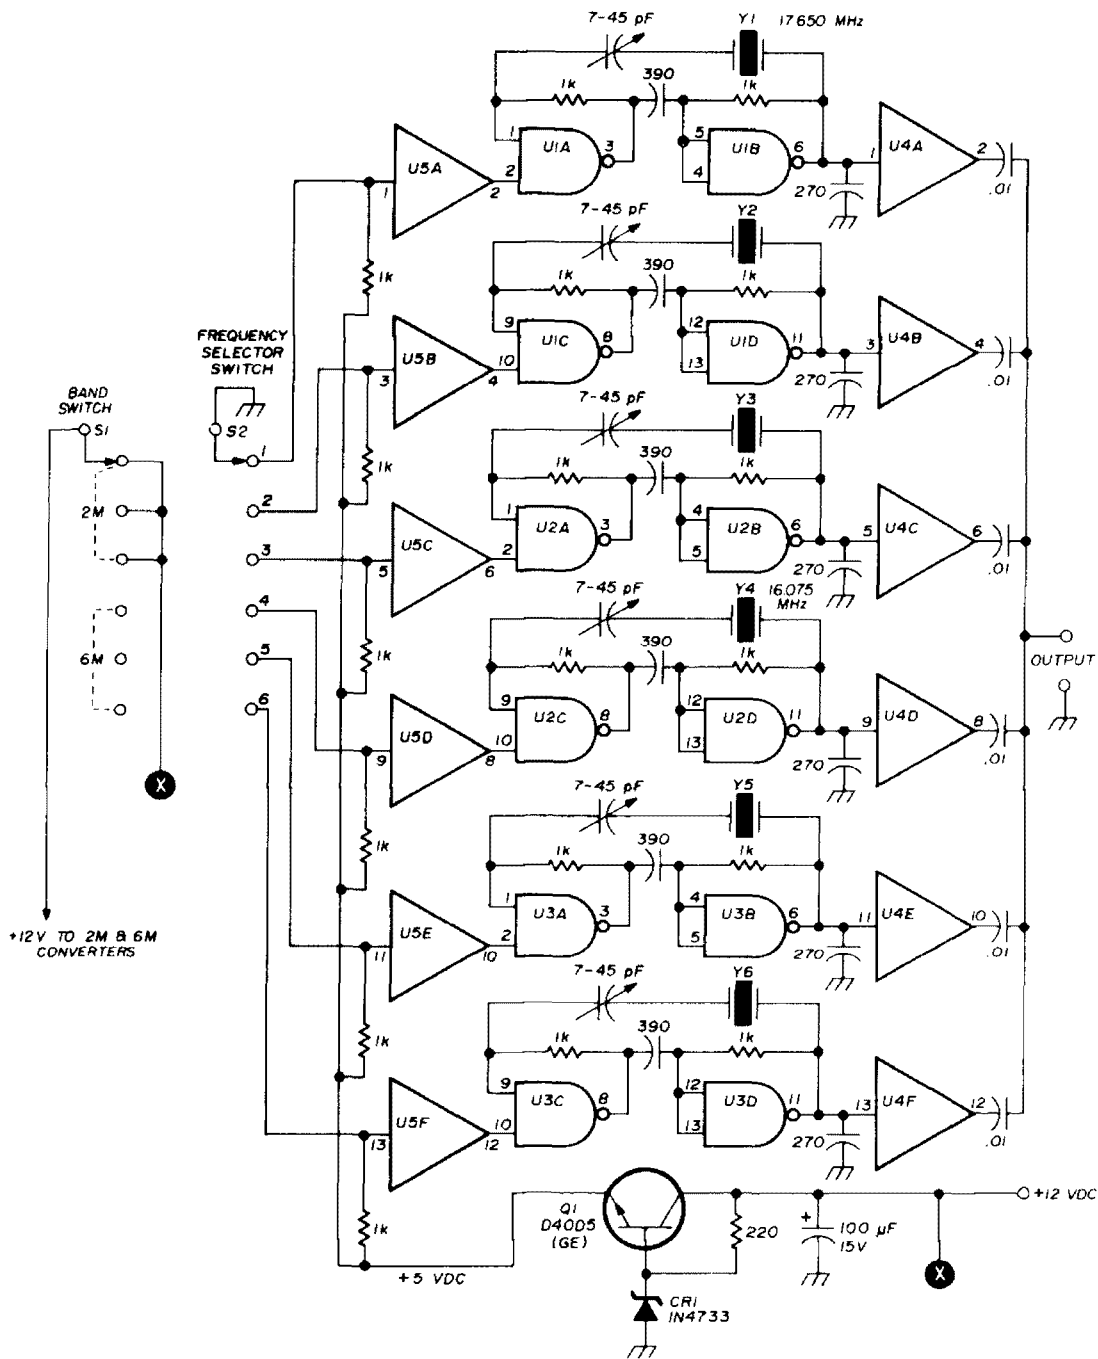 7-45 pF
Y1
17.650 MHz
390
1k
1k
1
U1A
3
5
U1B
6
4
1
U4A
2
U5A
2
1
2
270
.01
7-45 pF
Y2
1k
390
1k
1k
9
U1C
8
12
U1D
11
13
3
U4B
4
U5B
10
3
4
270
.01
FREQUENCY
SELECTOR
SWITCH
BAND
SWITCH
S1
S2
1
2
3
4
5
6
2M
6M
X
+12V TO 2M & 6M
CONVERTERS
7-45 pF
Y3
1k
390
1k
1k
1
U2A
3
4
U2B
6
5
5
U4C
6
U5C
2
5
6
270
.01
7-45 pF
Y4
16.075
MHz
1k
390
1k
1k
9
U2C
8
12
U2D
11
13
9
U4D
8
U5D
10
9
8
270
.01
OUTPUT
7-45 pF
Y5
1k
390
1k
1k
1
U3A
3
4
U3B
6
5
11
U4E
10
U5E
2
11
10
270
.01
7-45 pF
Y6
1k
390
1k
1k
9
U3C
8
12
U3D
11
13
13
U4F
12
U5F
10
13
12
270
.01
1k
Q1
D40D5
(GE)
220
+
100 µF
15V
+12 VDC
X
+5 VDC
CR1
1N4733